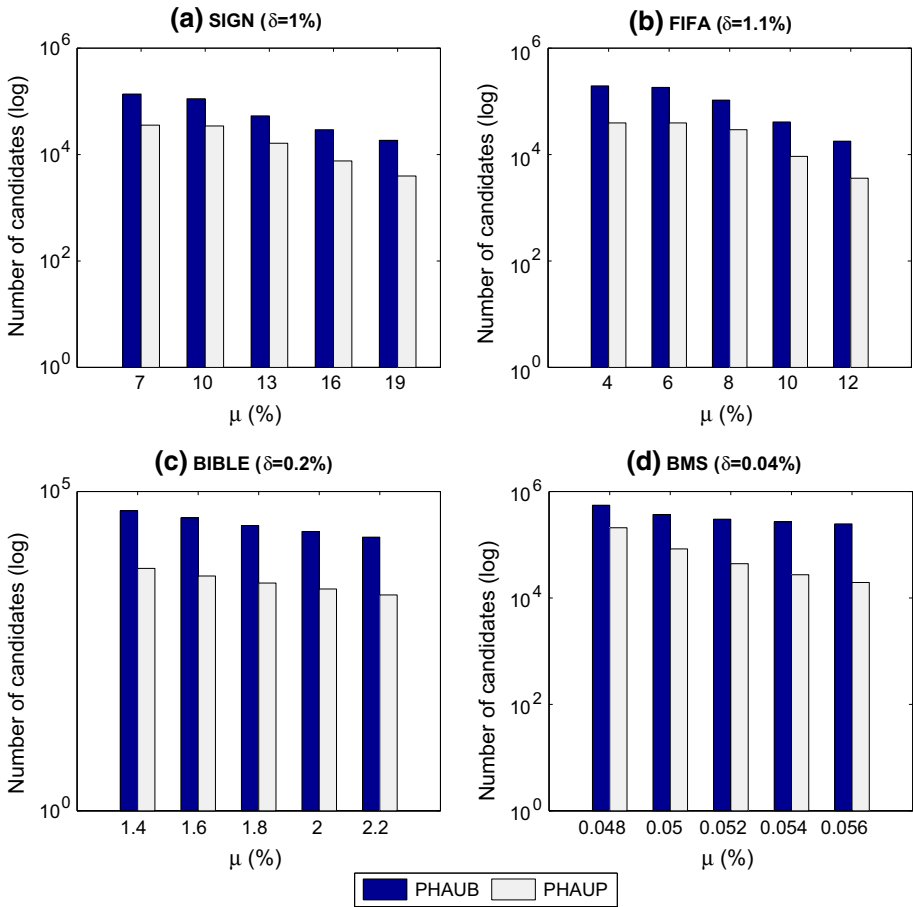 (a) SIGN (δ=1%)
Number of candidates (log)
10^6
10^4
10^2
10^0
7 10 13 16 19
μ (%)
(b) FIFA (δ=1.1%)
Number of candidates (log)
10^6
10^4
10^2
10^0
4 6 8 10 12
μ (%)
(c) BIBLE (δ=0.2%)
Number of candidates (log)
10^5
10^0
1.4 1.6 1.8 2 2.2
μ (%)
(d) BMS (δ=0.04%)
Number of candidates (log)
10^6
10^4
10^2
10^0
0.048 0.05 0.052 0.054 0.056
μ (%)
PHAUB PHAUP